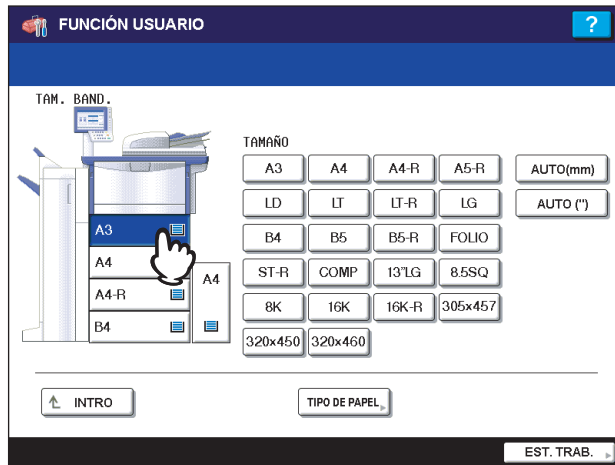 FUNCIÓN USUARIO ?
TAM. BAND.
TAMAÑO
A3 A4 A4-R A5-R AUTO(mm)
LD LT LT-R LG AUTO (")
B4 B5 B5-R FOLIO
ST-R COMP 13"LG 8.5SQ
8K 16K 16K-R 305x457
320x450 320x460
A3
A4
A4-R
B4
A4
INTRO TIPO DE PAPEL
EST. TRAB.